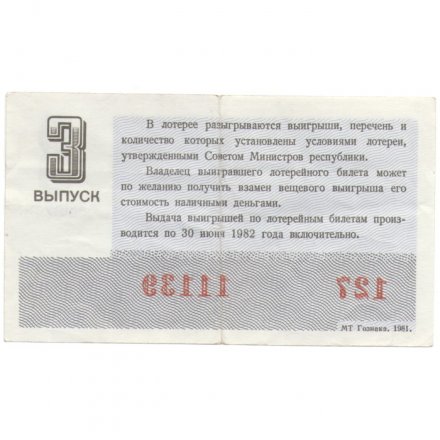 3
ВЫПУСК
В лотерее разыгрываются выигрыши, перечень и
количество которых установлены условиями лотереи,
утвержденными Советом Министров республики.
Владелец выигравшего лотерейного билета может
по желанию получить взамен вещевого выигрыша его
стоимость наличными деньгами.
Выдача выигрышей по лотерейным билетам произ-
водится по 30 июня 1982 года включительно.
11139 127
МТ Гознака. 1981.